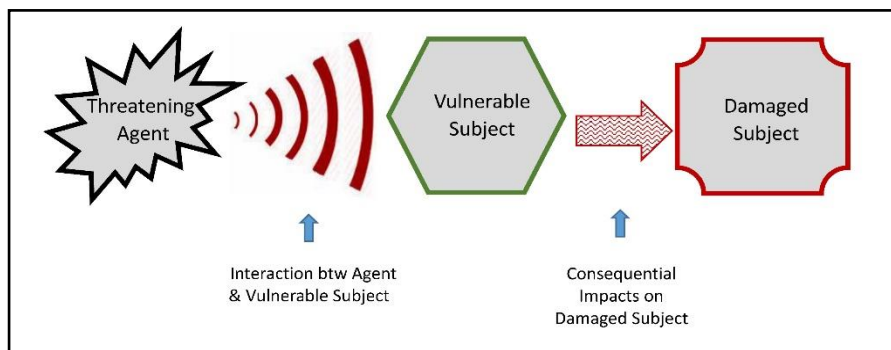 Threatening
Agent
Vulnerable
Subject
Damaged
Subject
Interaction btw Agent
& Vulnerable Subject
Consequential
Impacts on
Damaged Subject